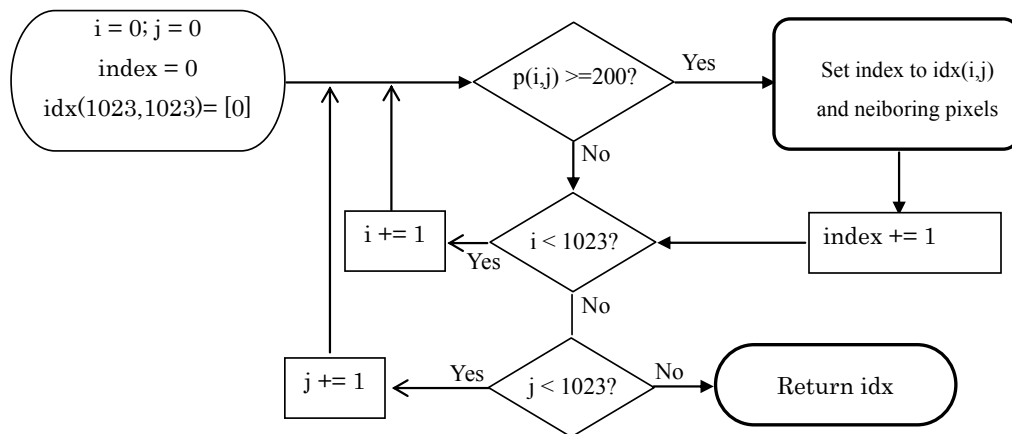 i = 0; j = 0
index = 0
idx(1023,1023)= [0]
p(i,j) >=200?
Yes
Set index to idx(i,j)
and neiboring pixels
No
i += 1
Yes
i < 1023?
index += 1
No
j += 1
Yes
j < 1023?
No
Return idx